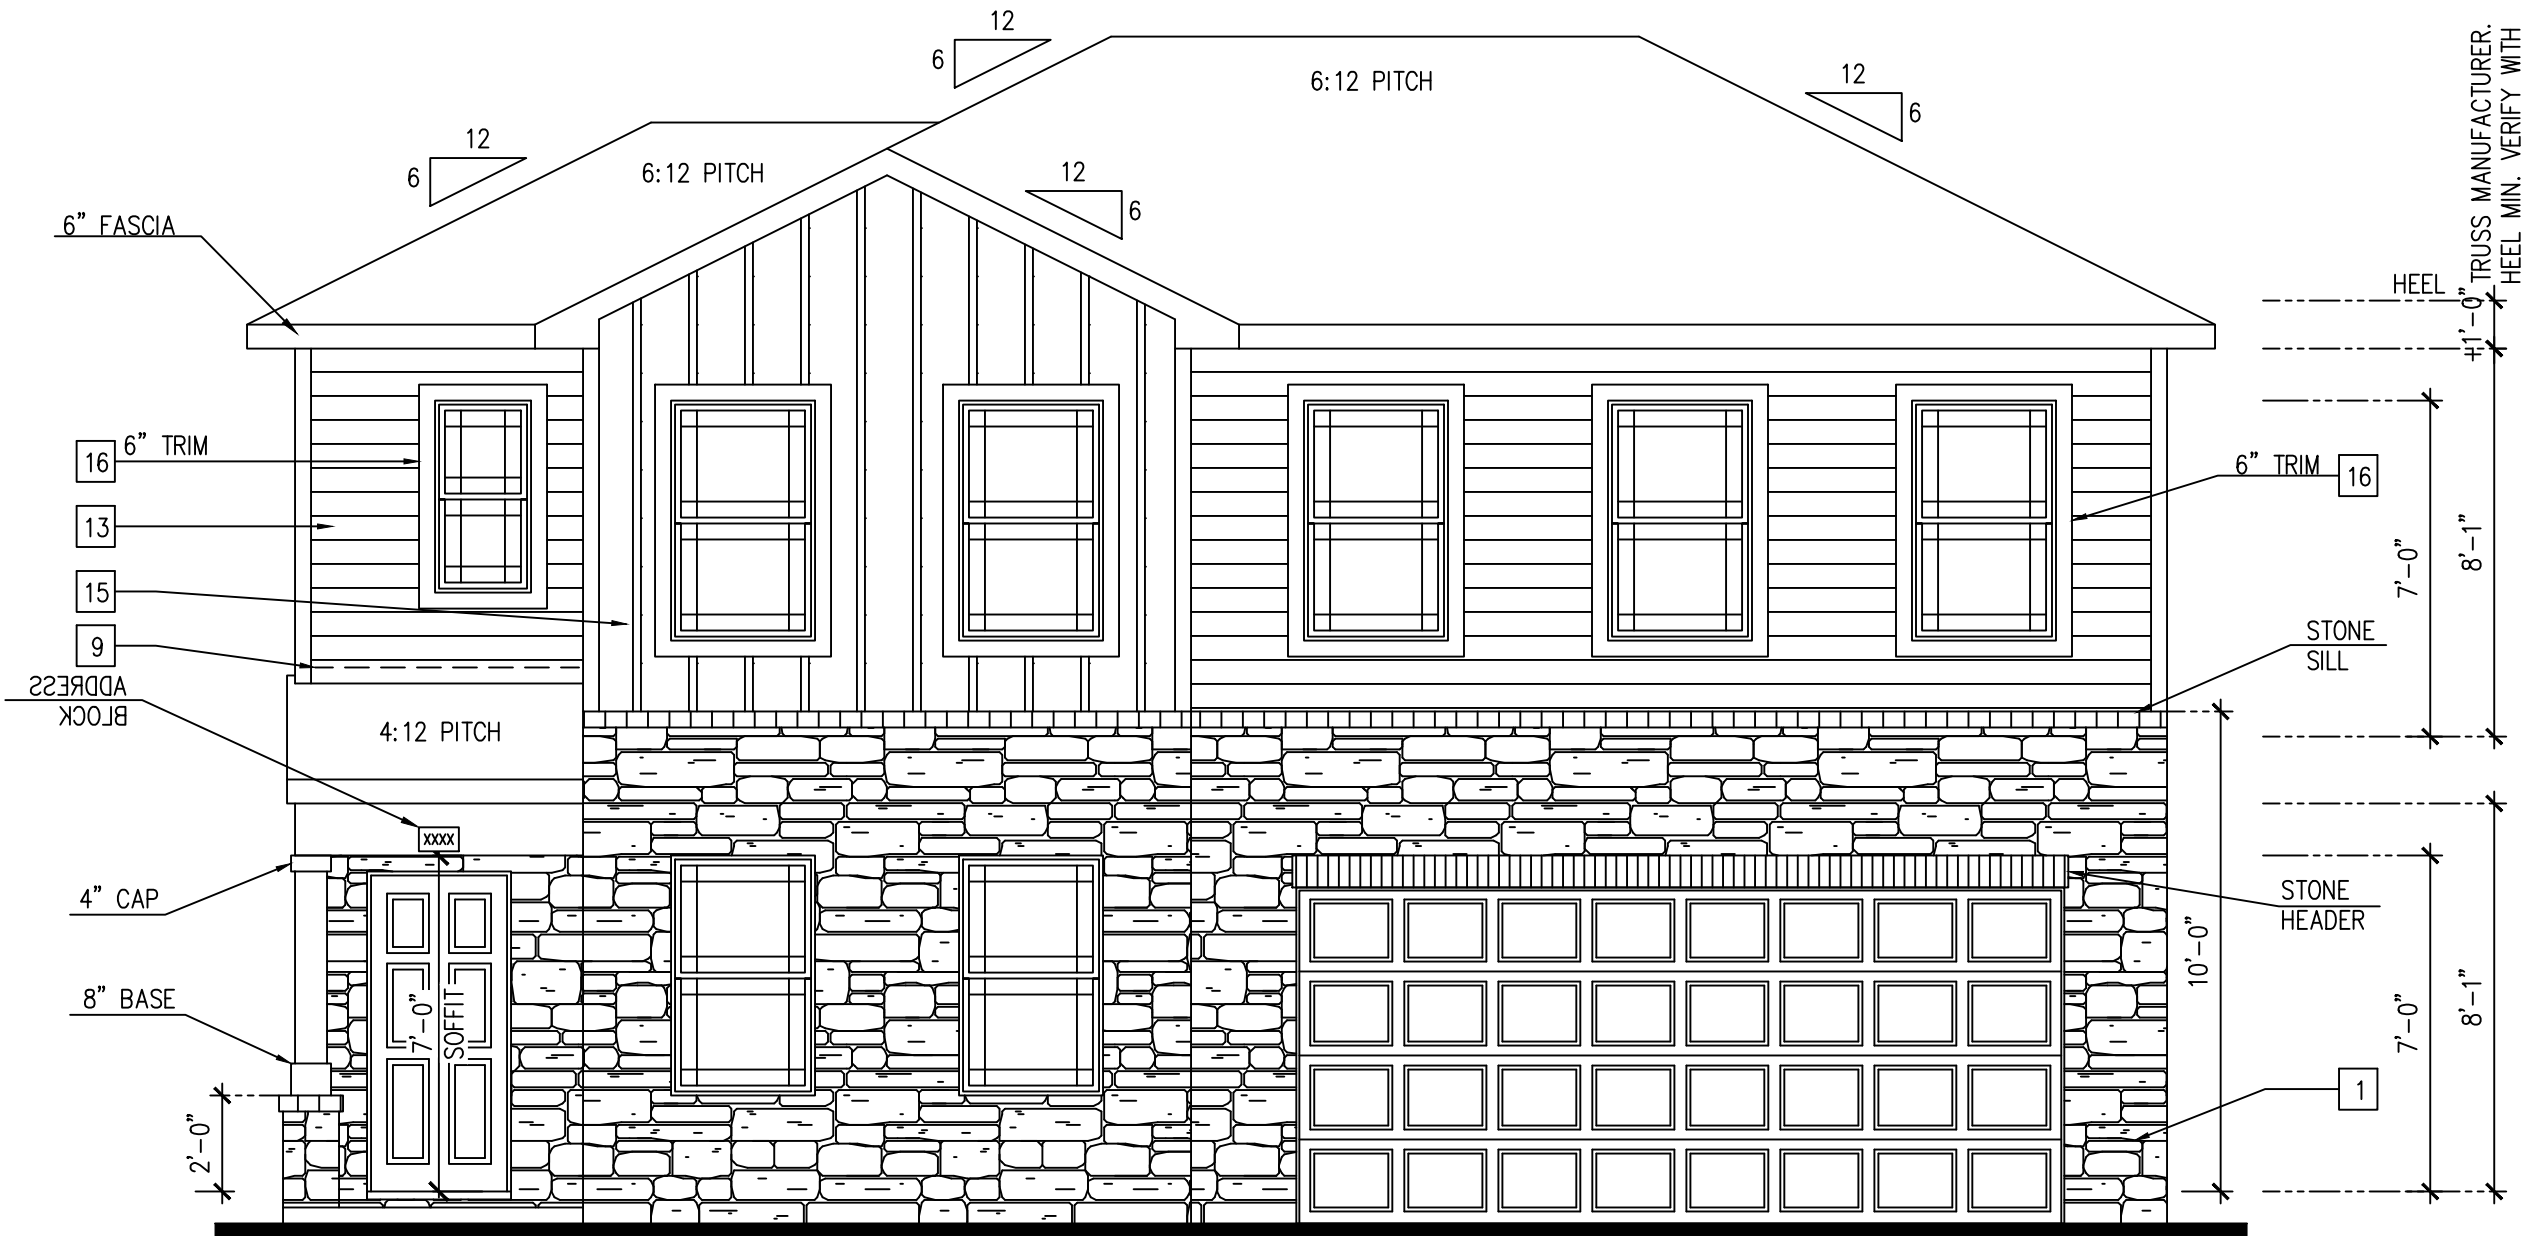 12
6
6:12 PITCH
12
6
12
6
6:12 PITCH
12
6
6” FASCIA
TRUSS MANUFACTURER.
HEEL MIN. VERIFY WITH
HEEL
+1'-0”
16
6” TRIM
13
15
9
ADDRESS
BLOCK
4:12 PITCH
XXXX
4” CAP
8” BASE
2'-0”
7'-0”
SOFFIT
6” TRIM
16
7'-0”
8'-1”
STONE
SILL
STONE
HEADER
10'-0”
7'-0”
8'-1”
1